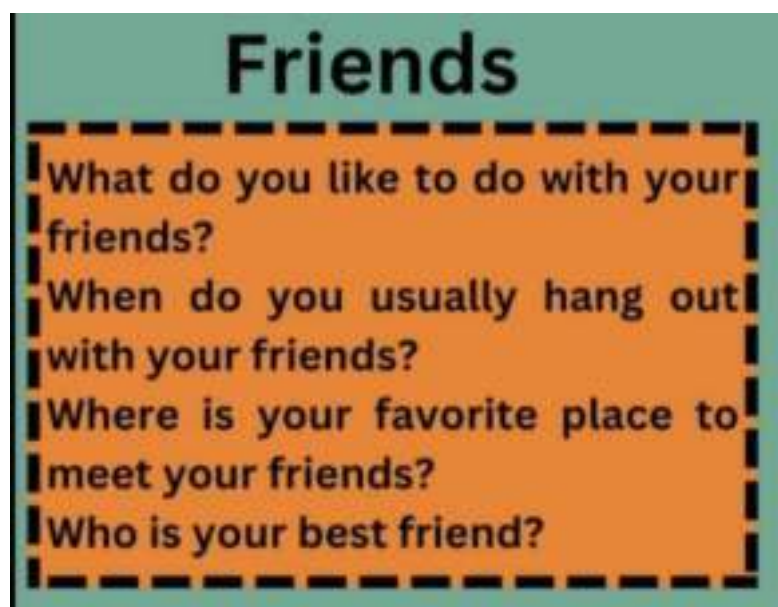 Friends
What do you like to do with your
friends?
When do you usually hang out
with your friends?
Where is your favorite place to
meet your friends?
Who is your best friend?